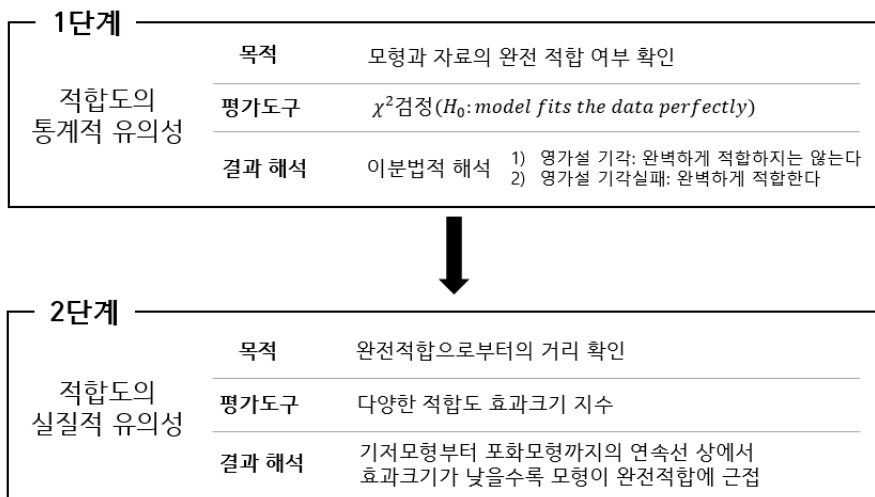 1단계
적합도의
통계적 유의성
목적
모형과 자료의 완전 적합 여부 확인
평가도구
χ²검정(H₀: model fits the data perfectly)
결과 해석
이분법적 해석
1) 영가설 기각: 완벽하게 적합하지는 않는다
2) 영가설 기각실패: 완벽하게 적합한다
2단계
적합도의
실질적 유의성
목적
완전적합으로부터의 거리 확인
평가도구
다양한 적합도 효과크기 지수
결과 해석
기저모형부터 포화모형까지의 연속선 상에서
효과크기가 낮을수록 모형이 완전적합에 근접